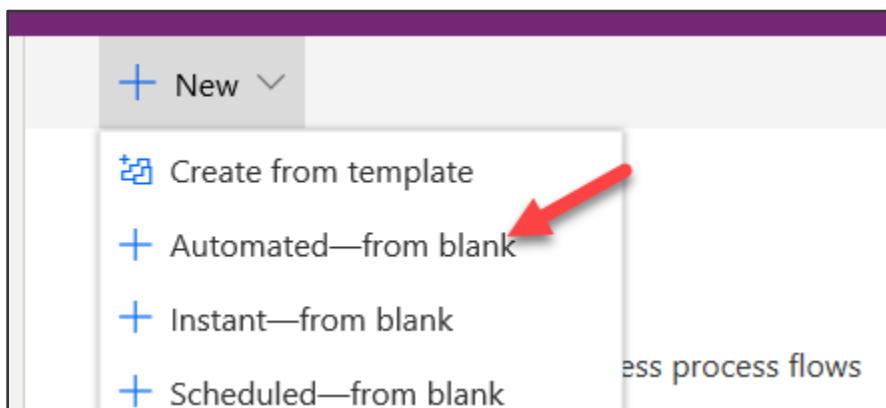 New
Create from template
Automated—from blank
Instant—from blank
ess process flows
Scheduled—from blank